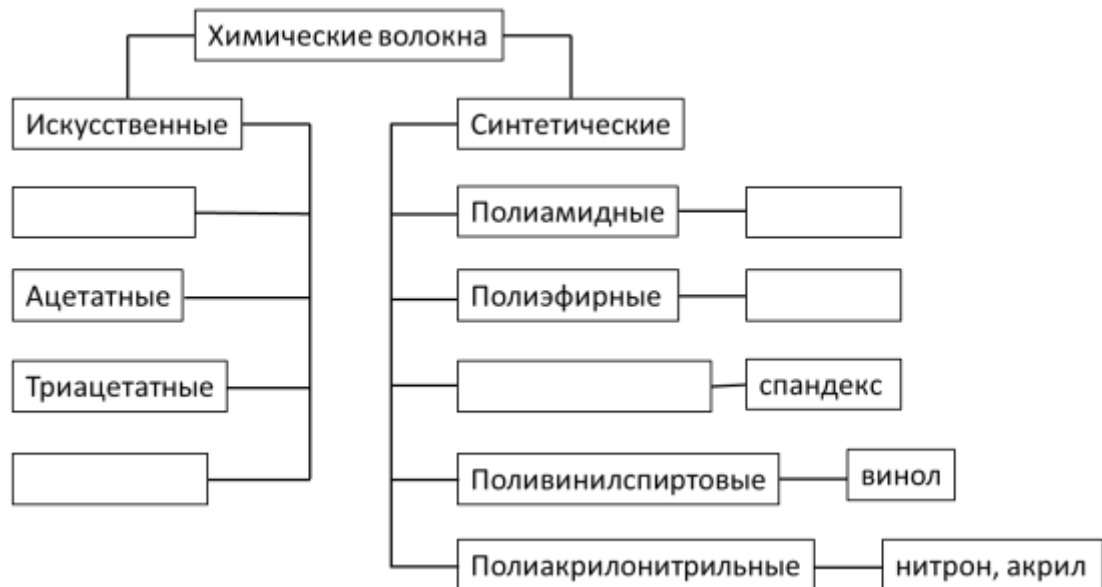 Химические волокна
Искусственные
Синтетические
Полиамидные
Ацетатные
Полиэфирные
Триацетатные
спандекс
Поливинилспиртовые
винол
Полиакрилонитрильные
нитрон, акрил